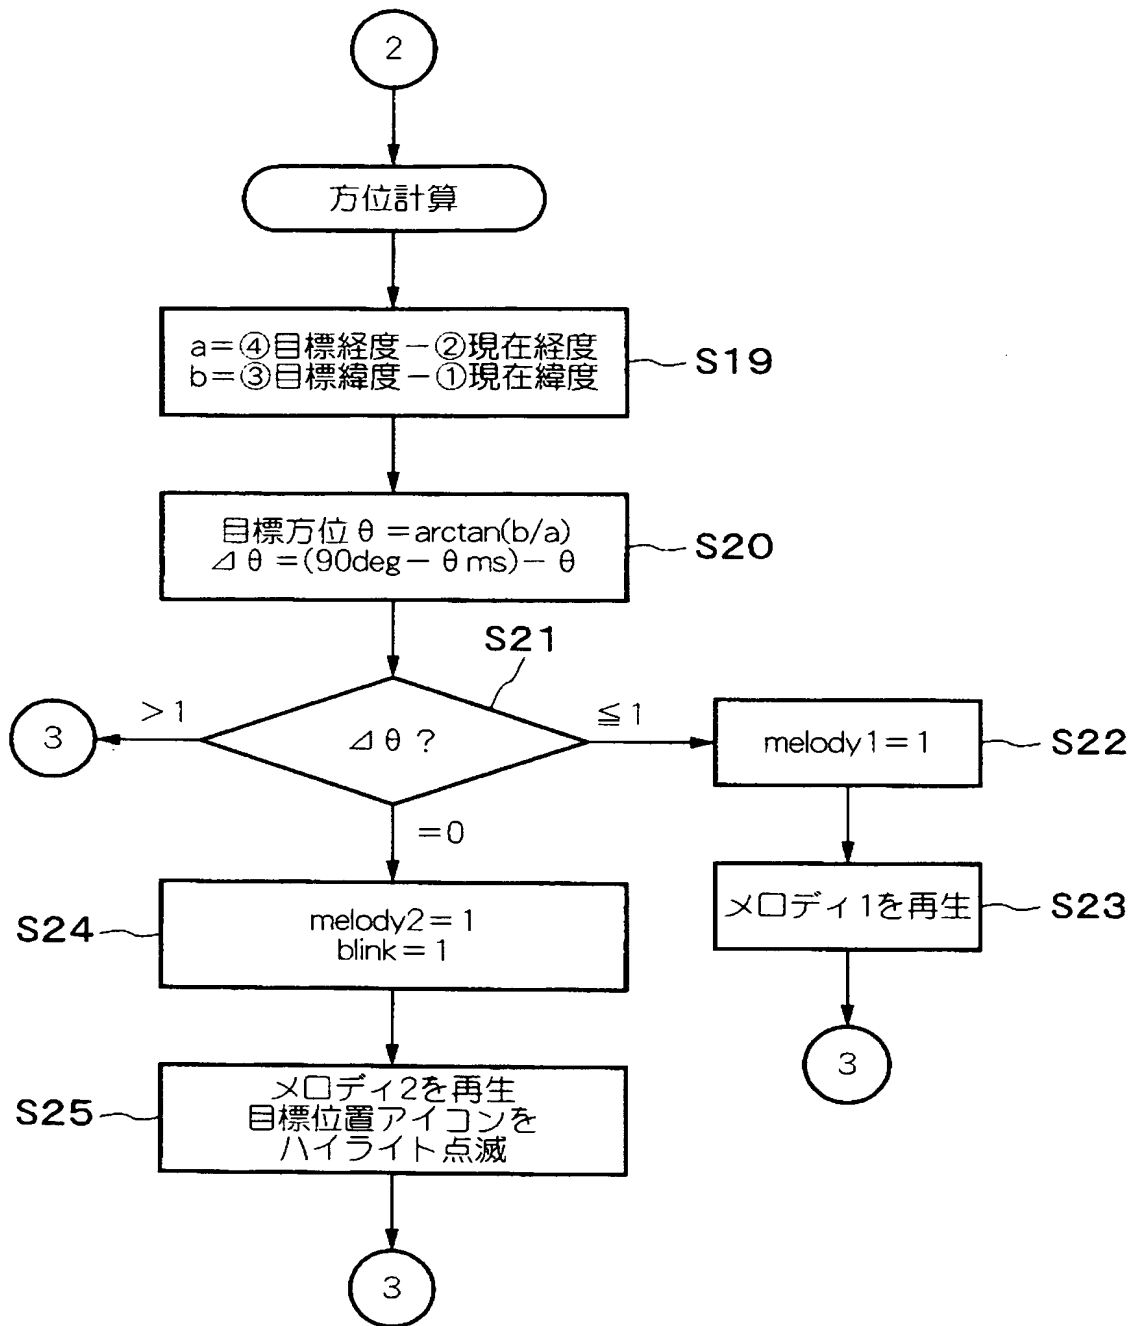 2
方位計算
a=④目標経度-②現在経度
b=③目標緯度-①現在緯度
S19
目標方位θ=arctan(b/a)
⊿θ=(90deg-θms)-θ
S20
S21
3
>1
⊿θ?
≦1
melody1=1
S22
=0
S24
melody2=1
blink=1
メロディ1を再生
S23
S25
メロディ2を再生
目標位置アイコンを
ハイライト点滅
3
3